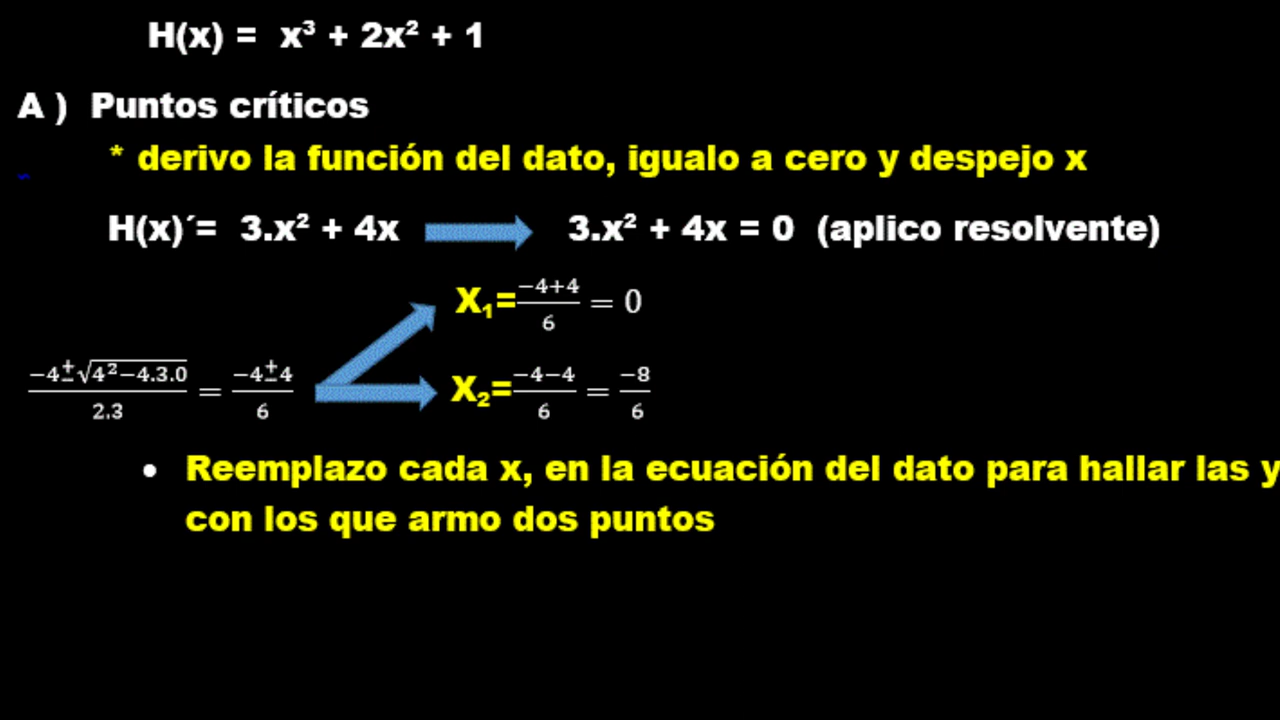 H(x) = x³ + 2x² + 1
A ) Puntos críticos
* derivo la función del dato, igualo a cero y despejo x
H(x)´= 3.x² + 4x 3.x² + 4x = 0 (aplico resolvente)
X₁=(−4+4)/6 = 0
(−4±√(4²−4.3.0))/2.3 = (−4±4)/6
X₂=(−4−4)/6 = −8/6
• Reemplazo cada x, en la ecuación del dato para hallar las y
con los que armo dos puntos